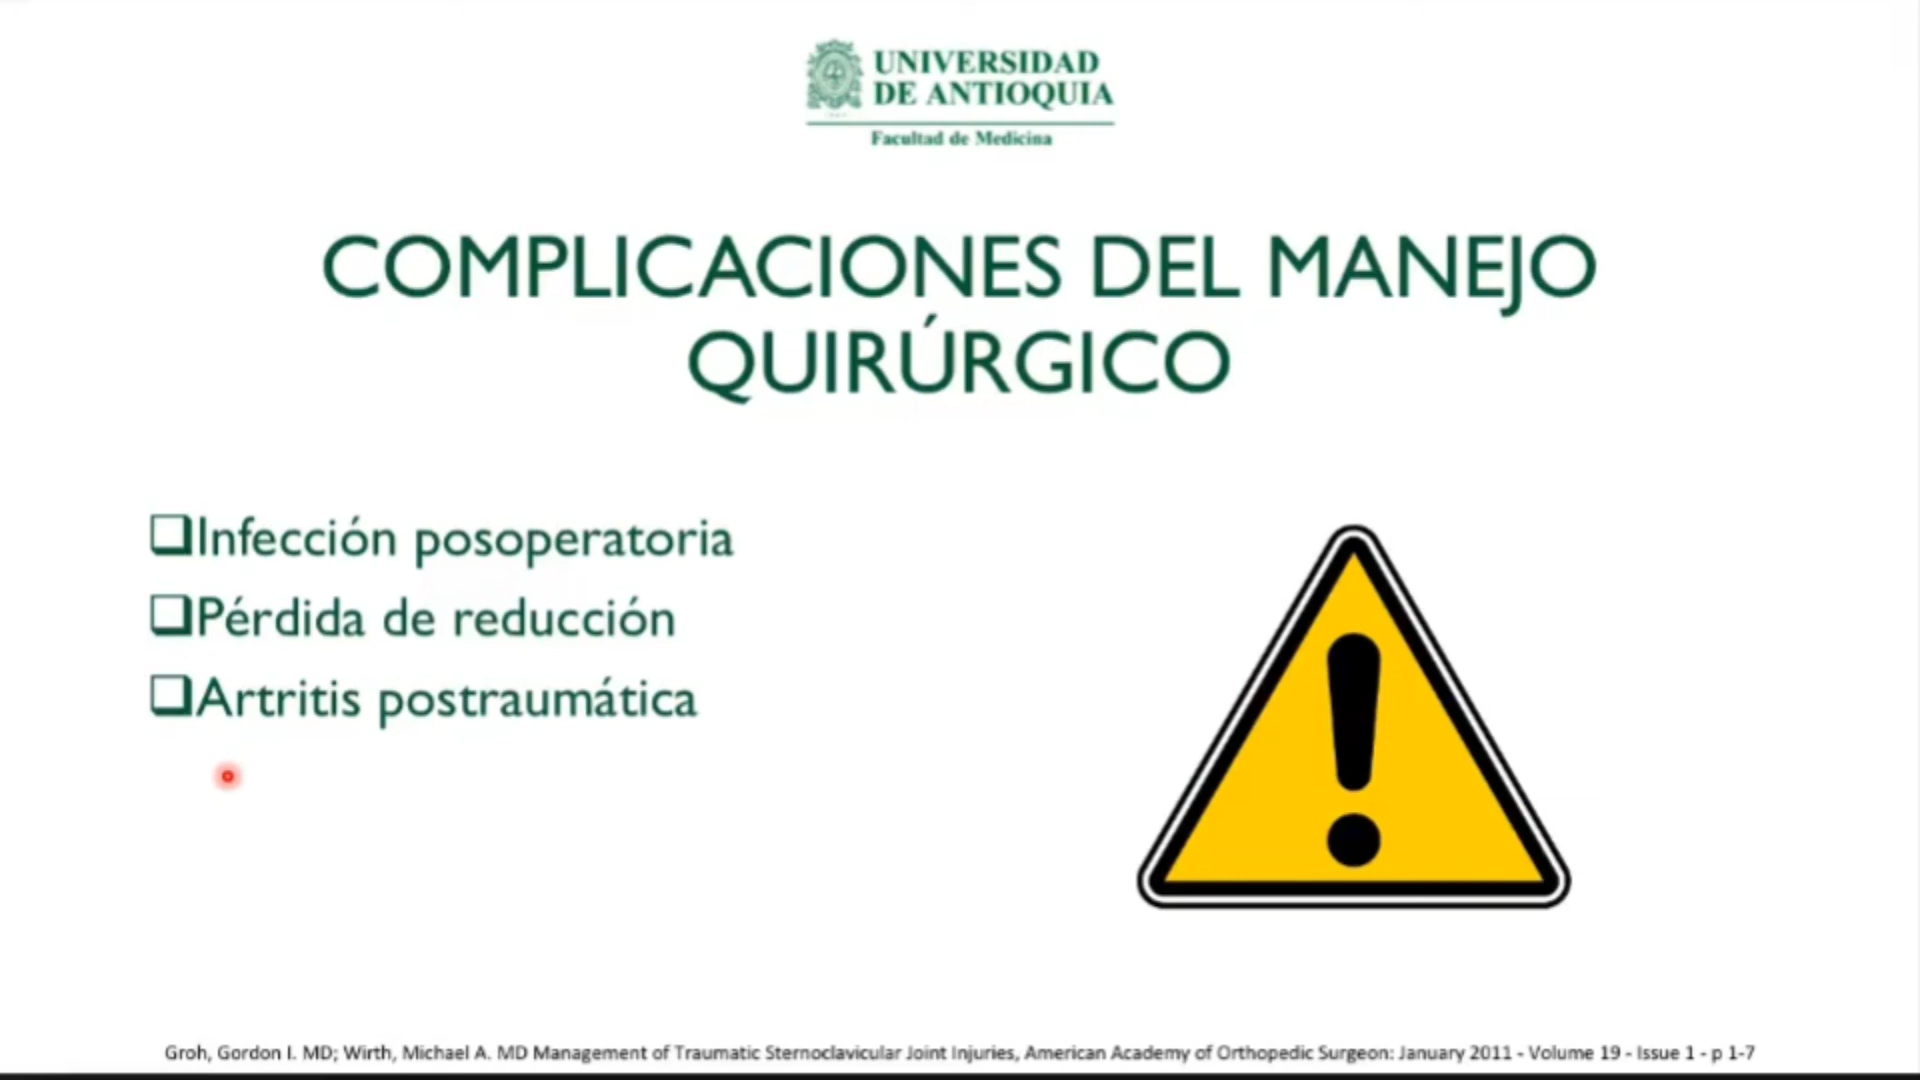 UNIVERSIDAD
DE ANTIOQUIA
Facultad de Medicina
COMPLICACIONES DEL MANEJO
QUIRÚRGICO
Infección posoperatoria
Pérdida de reducción
Artritis postraumática
Groh, Gordon I. MD; Wirth, Michael A. MD Management of Traumatic Sternoclavicular Joint Injuries, American Academy of Orthopedic Surgeon: January 2011 - Volume 19 - Issue 1 - p 1-7